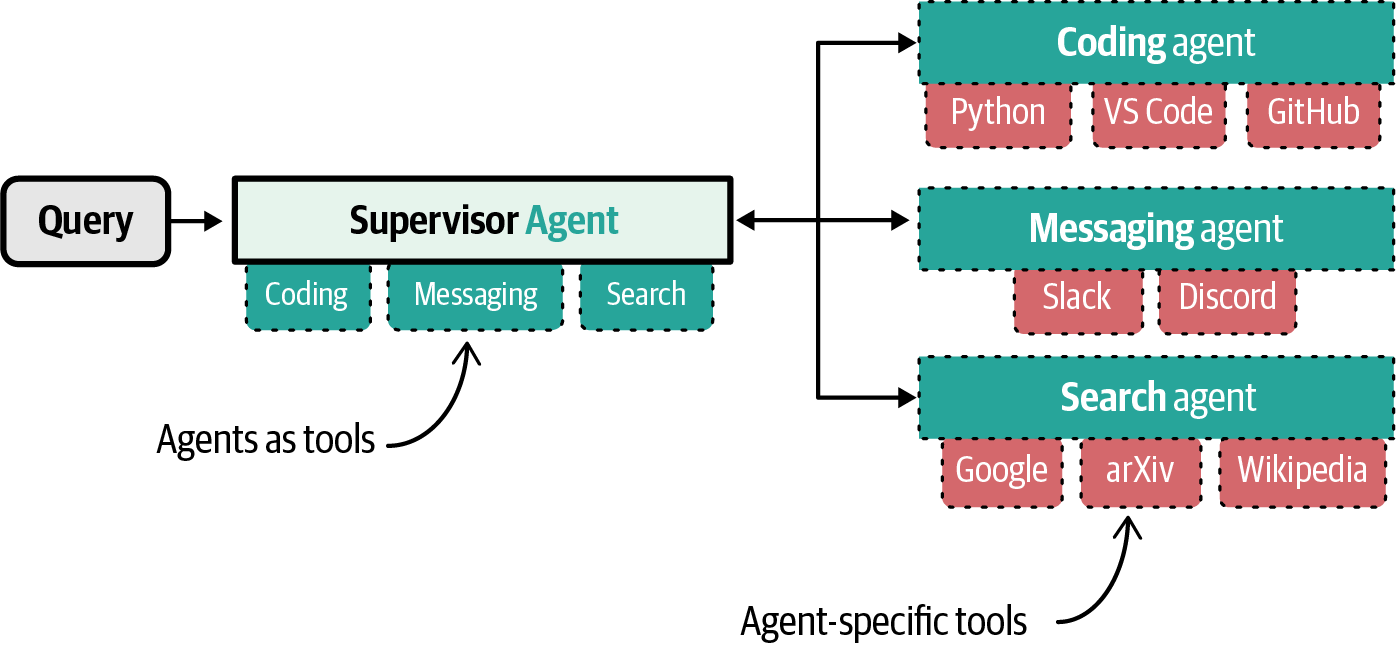 Query
Supervisor Agent
Coding
Messaging
Search
Agents as tools
Coding agent
Python
VS Code
GitHub
Messaging agent
Slack
Discord
Search agent
Google
arXiv
Wikipedia
Agent-specific tools